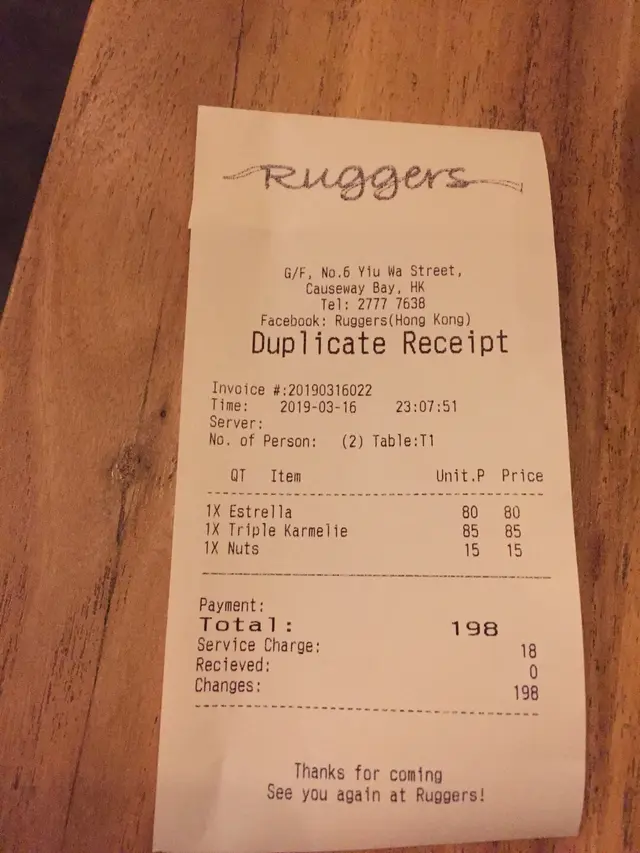 Ruggers
G/F, No.6 Yiu Wa Street,
Causeway Bay, HK
Tel: 2777 7638
Facebook: Ruggers(Hong Kong)
Duplicate Receipt
Invoice #:20190316022
Time: 2019-03-16 23:07:51
Server:
No. of Person: (2) Table:T1
QT Item Unit.P Price
1X Estrella 80 80
1X Triple Karmelie 85 85
1X Nuts 15 15
Payment:
Total: 198
Service Charge: 18
Recieved: 0
Changes: 198
Thanks for coming
See you again at Ruggers!